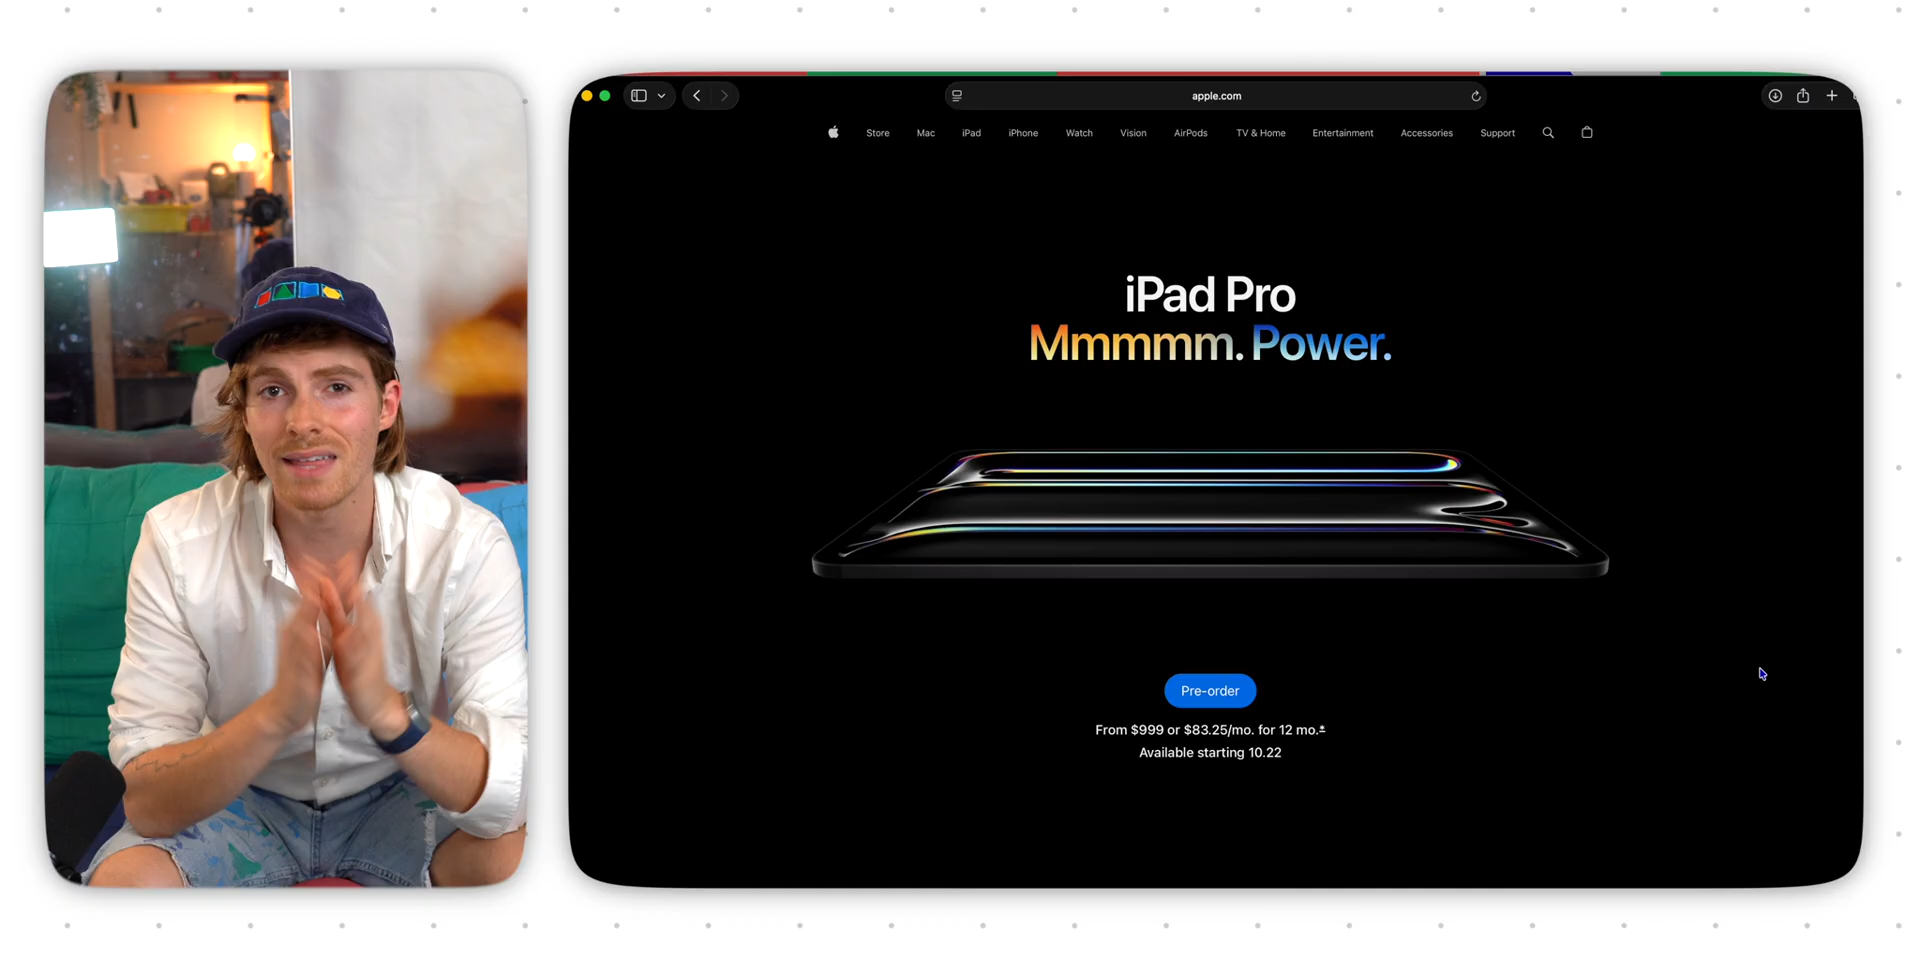 apple.com
Store Mac iPad iPhone Watch Vision AirPods TV & Home Entertainment Accessories Support
iPad Pro
Mmmmm. Power.
Pre-order
From $999 or $83.25/mo. for 12 mo.*
Available starting 10.22